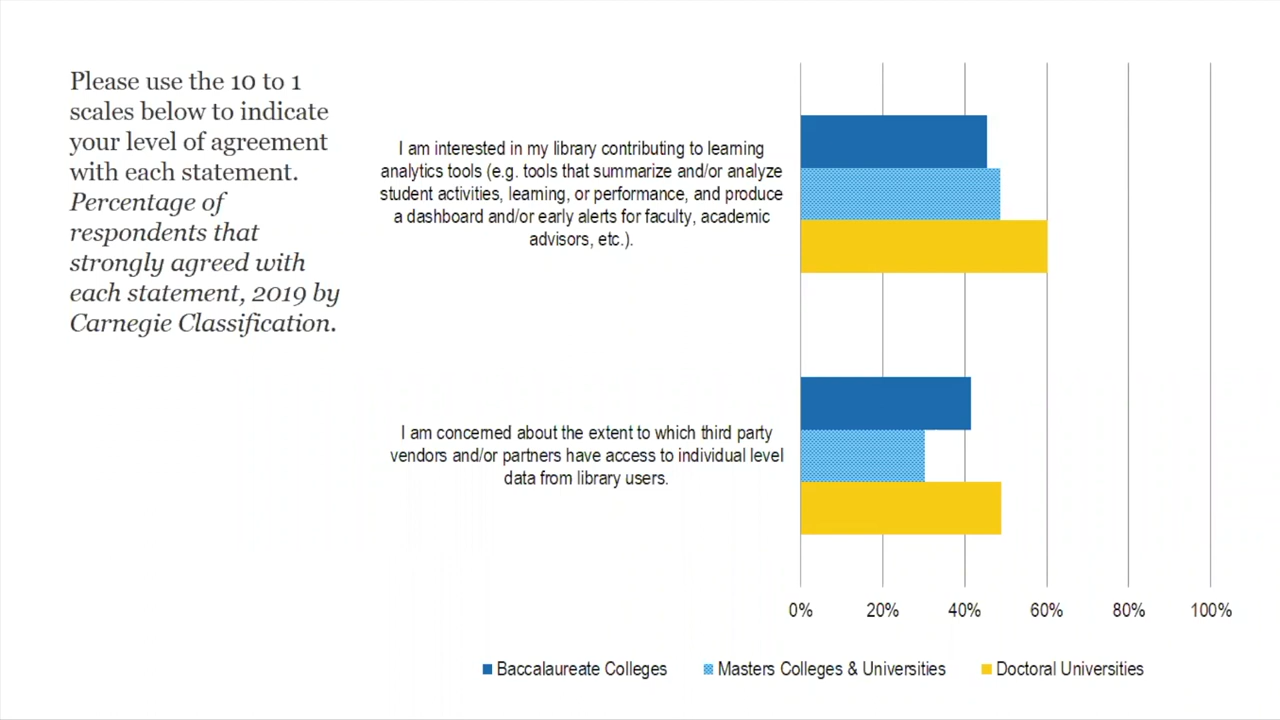 Please use the 10 to 1
scales below to indicate
your level of agreement
with each statement.
Percentage of
respondents that
strongly agreed with
each statement, 2019 by
Carnegie Classification.
I am interested in my library contributing to learning
analytics tools (e.g. tools that summarize and/or analyze
student activities, learning, or performance, and produce
a dashboard and/or early alerts for faculty, academic
advisors, etc.).
I am concerned about the extent to which third party
vendors and/or partners have access to individual level
data from library users.
0% 20% 40% 60% 80% 100%
Baccalaureate Colleges Masters Colleges & Universities Doctoral Universities